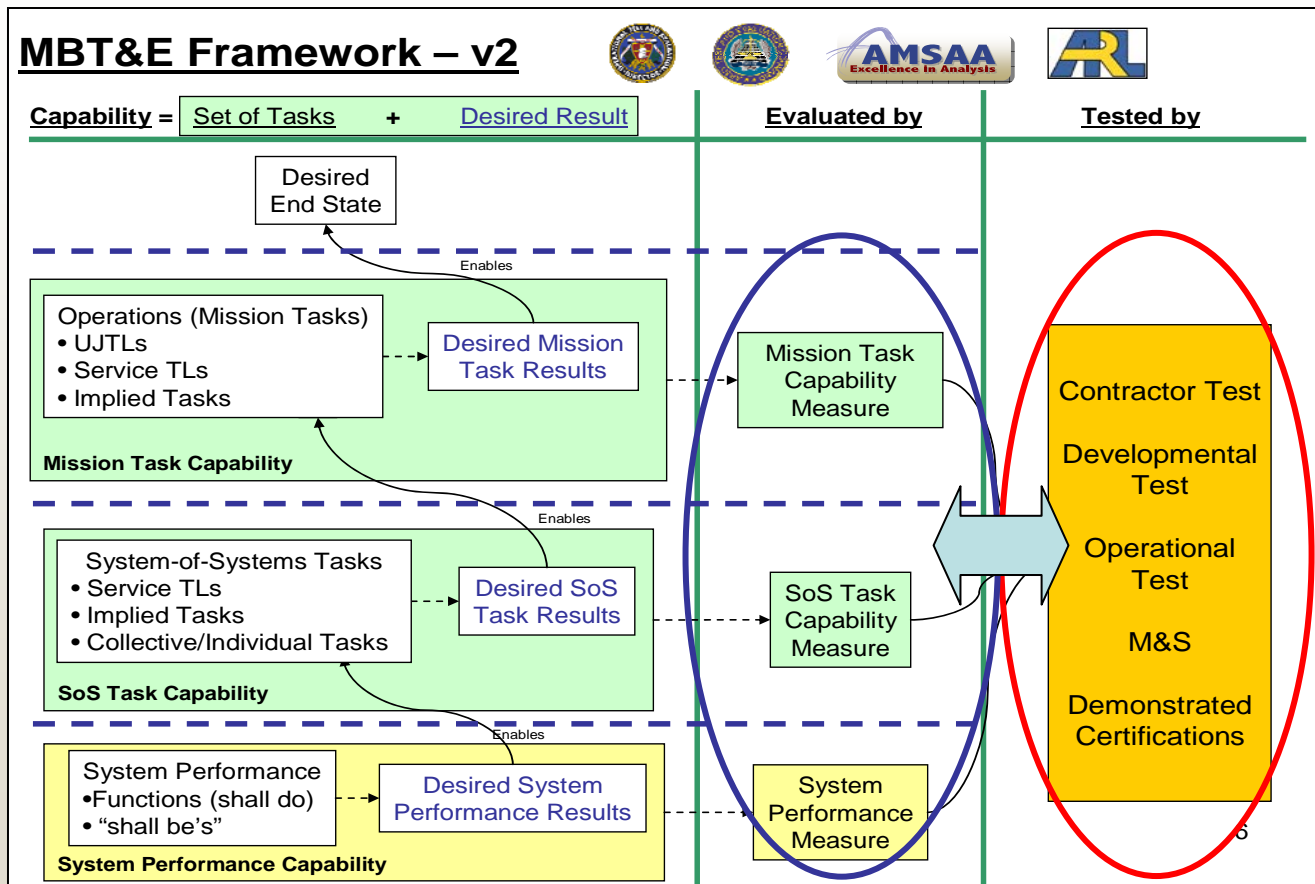 MBT&E Framework – v2
AMSAA
Excellence in Analysis
ARL
Capability = Set of Tasks + Desired Result
Evaluated by
Tested by
Desired
End State
Enables
Operations (Mission Tasks)
• UJTLs
• Service TLs
• Implied Tasks
Desired Mission
Task Results
Mission Task Capability
Mission Task
Capability
Measure
Enables
System-of-Systems Tasks
• Service TLs
• Implied Tasks
• Collective/Individual Tasks
Desired SoS
Task Results
SoS Task Capability
SoS Task
Capability
Measure
Enables
System Performance
•Functions (shall do)
• “shall be’s”
Desired System
Performance Results
System Performance Capability
System
Performance
Measure
Contractor Test
Developmental
Test
Operational
Test
M&S
Demonstrated
Certifications
6